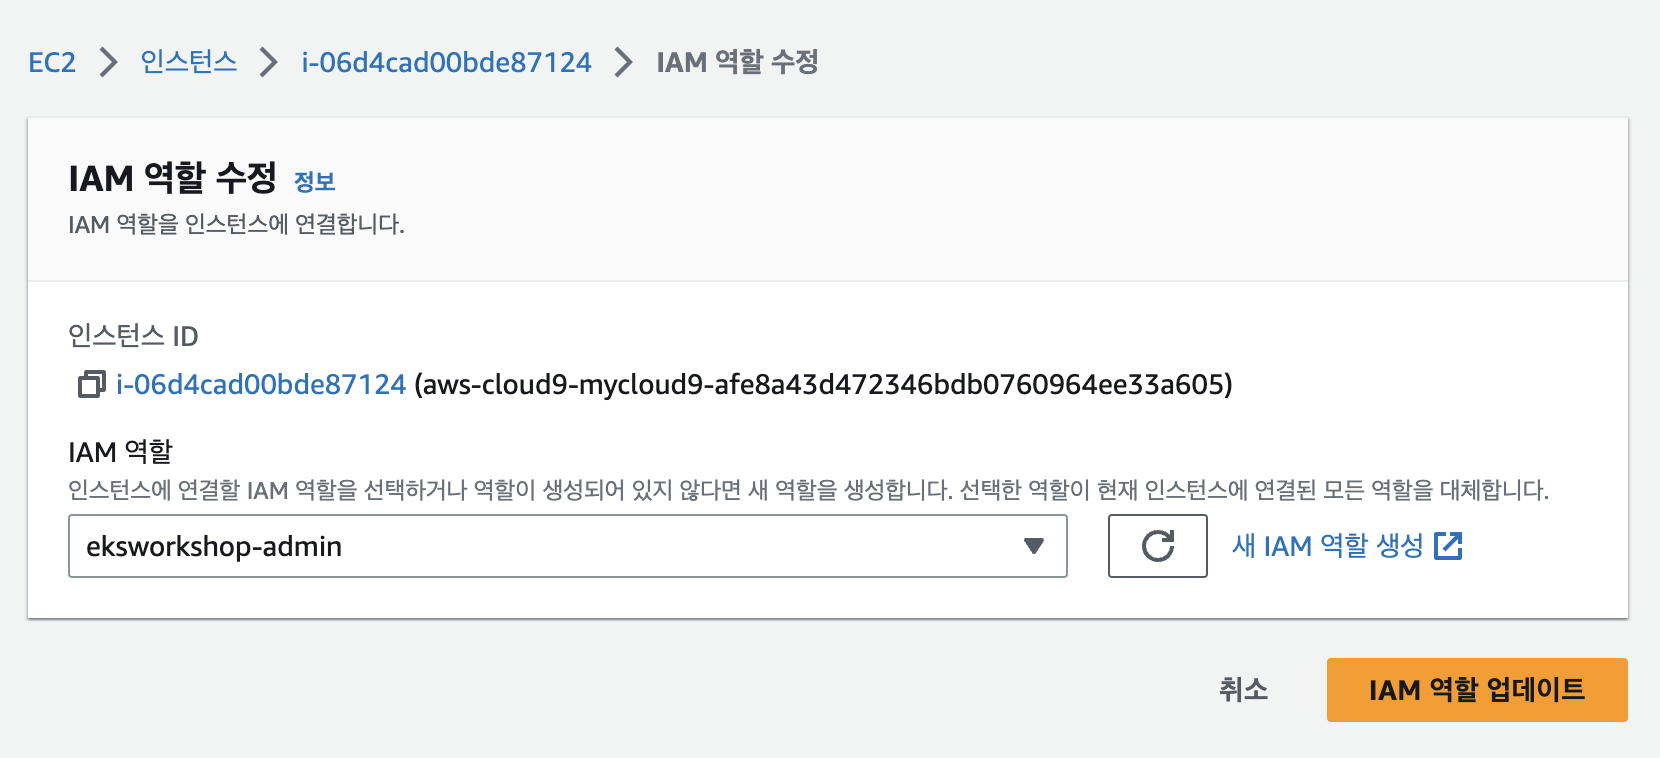 EC2 인스턴스 i-06d4cad00bde87124 IAM 역할 수정
IAM 역할 수정 정보
IAM 역할을 인스턴스에 연결합니다.
인스턴스 ID
i-06d4cad00bde87124 (aws-cloud9-mycloud9-afe8a43d472346bdb0760964ee33a605)
IAM 역할
인스턴스에 연결할 IAM 역할을 선택하거나 역할이 생성되어 있지 않다면 새 역할을 생성합니다. 선택한 역할이 현재 인스턴스에 연결된 모든 역할을 대체합니다.
eksworkshop-admin 새 IAM 역할 생성
취소 IAM 역할 업데이트